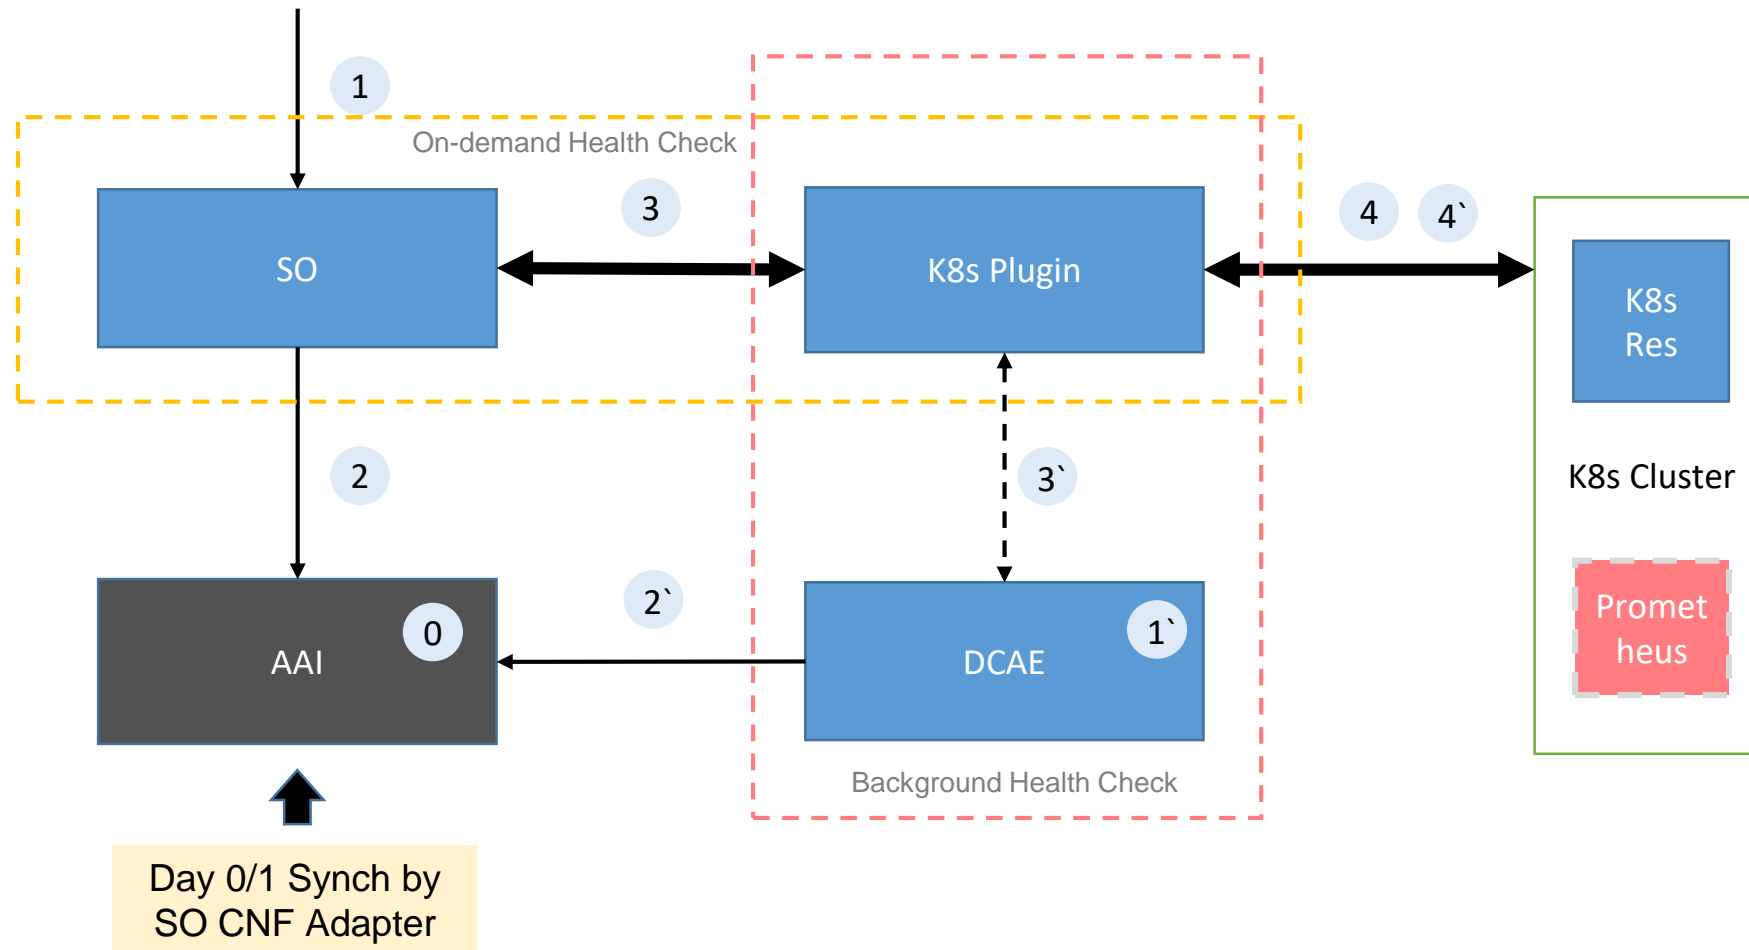 1
On-demand Health Check
SO
3
K8s Plugin
4
4`
K8s
Res
2
3`
K8s Cluster
AAI
0
2`
DCAE
1`
Promet
heus
Background Health Check
Day 0/1 Synch by
SO CNF Adapter